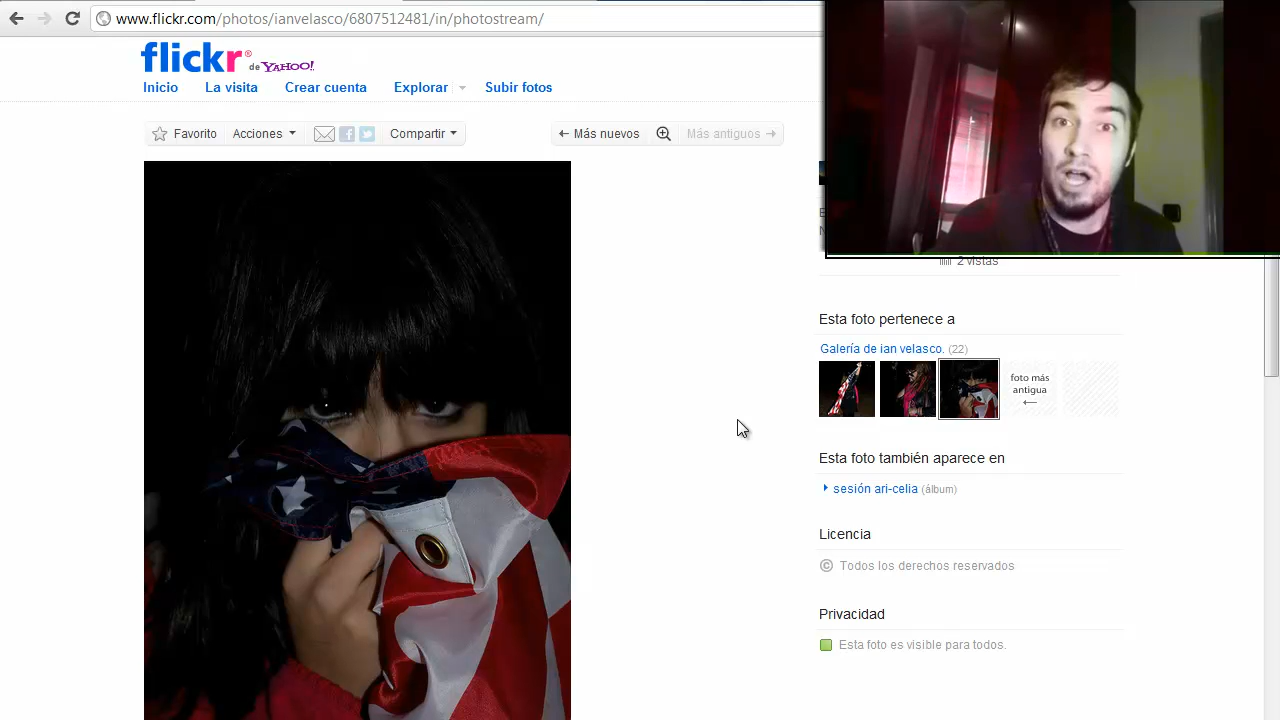 www.flickr.com/photos/ianvelasco/6807512481/in/photostream/
flickr® de YAHOO!
Inicio La visita Crear cuenta Explorar Subir fotos
Favorito Acciones Compartir
← Más nuevos Más antiguos →
2 vistas
Esta foto pertenece a
Galería de ian velasco. (22)
foto más
antigua
←
Esta foto también aparece en
sesión ari-celia (álbum)
Licencia
© Todos los derechos reservados
Privacidad
Esta foto es visible para todos.